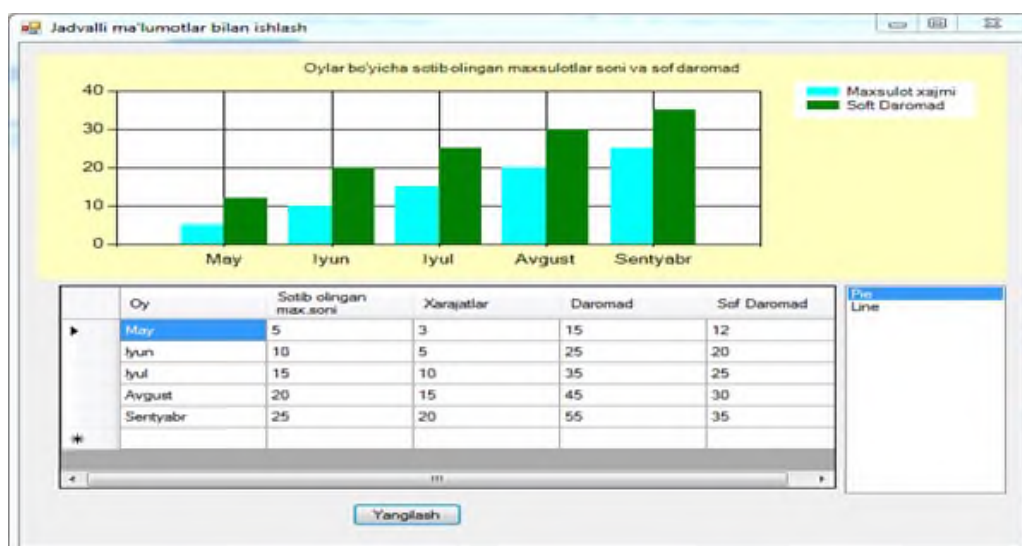 Jadvalli ma'lumotlar bilan ishlash
Oylar bo'yicha sotib olingan maxsulotlar soni va sof daromad
40
30
20
10
0
May Iyun Iyul Avgust Sentyabr
Maxsulot xajmi
Soft Daromad
Oy Sotib olingan max.soni Xarajatlar Daromad Sof Daromad
May 5 3 15 12
Iyun 10 5 25 20
Iyul 15 10 35 25
Avgust 20 15 45 30
Sentyabr 25 20 55 35
Pie
Line
Yangilash